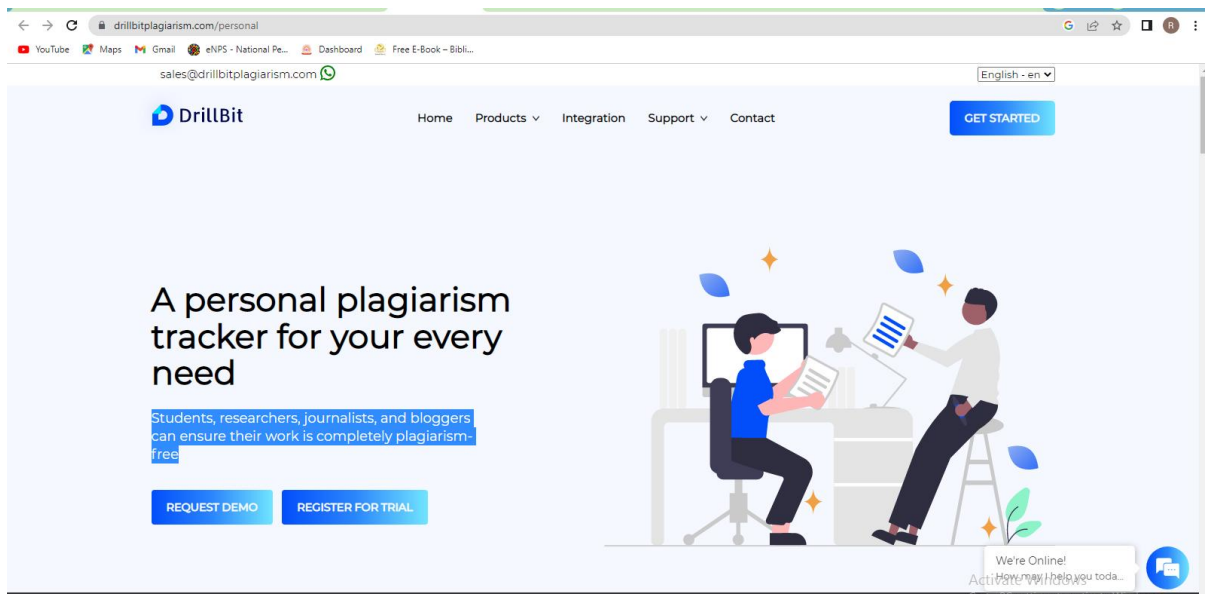 drillbitplagiarism.com/personal
YouTube Maps Gmail eNPS - National Pe... Dashboard Free E-Book – Bibli...
sales@drillbitplagiarism.com
English - en
DrillBit Home Products Integration Support Contact GET STARTED
A personal plagiarism
tracker for your every
need
Students, researchers, journalists, and bloggers
can ensure their work is completely plagiarism-
free
REQUEST DEMO REGISTER FOR TRIAL
We're Online!
How may I help you toda...
Activate Windows